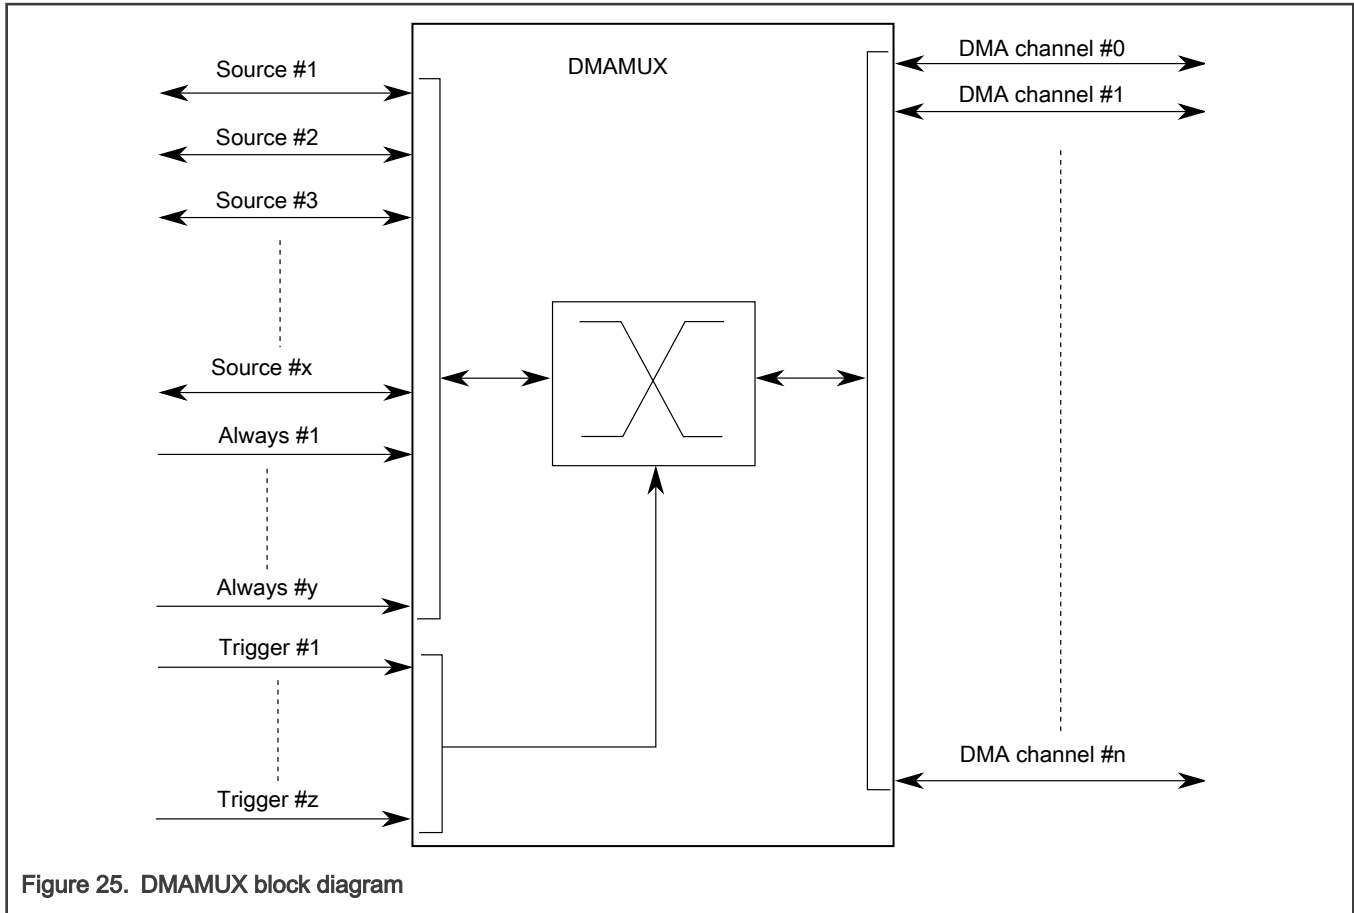 DMAMUX
Source #1
Source #2
Source #3
Source #x
Always #1
Always #y
Trigger #1
Trigger #z
DMA channel #0
DMA channel #1
DMA channel #n
Figure 25. DMAMUX block diagram